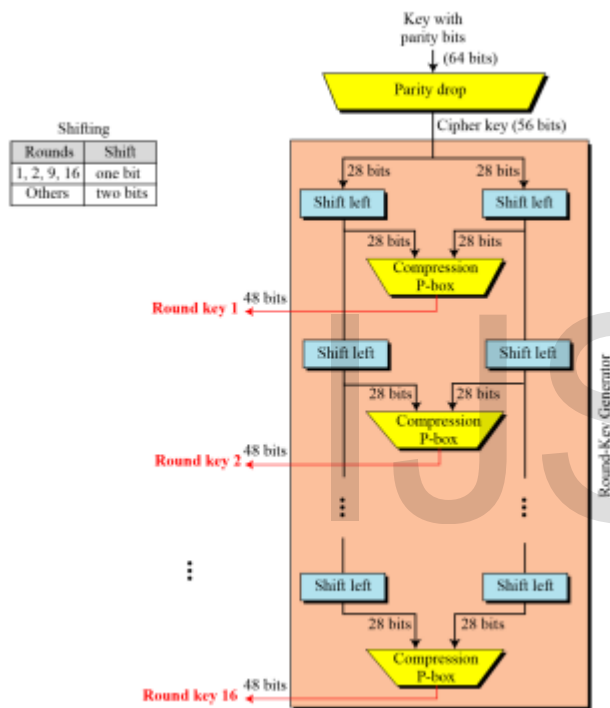 Key with
parity bits
(64 bits)
Parity drop
Cipher key (56 bits)
Shifting
Rounds Shift
1, 2, 9, 16 one bit
Others two bits
28 bits 28 bits
Shift left Shift left
28 bits 28 bits
Compression
P-box
48 bits
Round key 1
Shift left Shift left
28 bits 28 bits
Compression
P-box
48 bits
Round key 2
Round-Key Generator
IJS
Shift left Shift left
28 bits 28 bits
Compression
P-box
48 bits
Round key 16